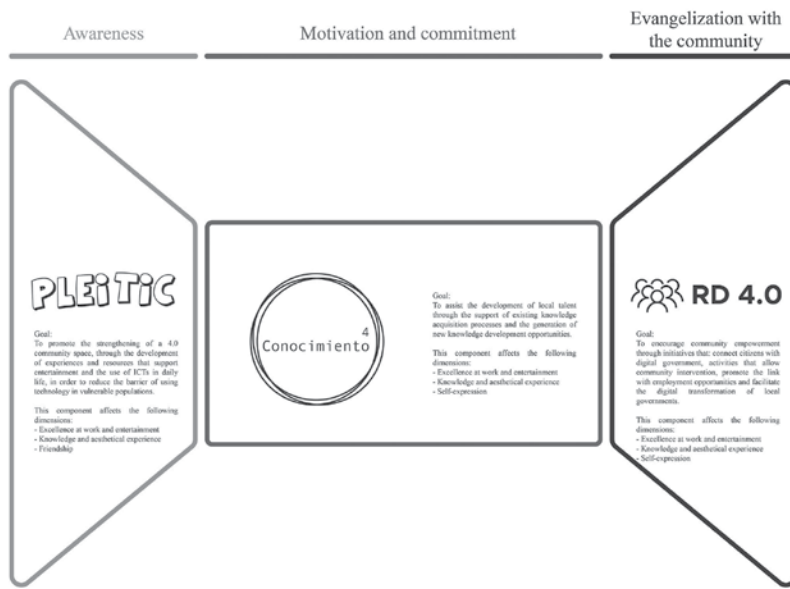 Awareness
Motivation and commitment
Evangelization with
the community
PLEiTiC
Goal:
To promote the strengthening of a 4.0
community space, through the development
of experiences and resources that support
entertainment and the use of ICTs in daily
life, in order to reduce the barrier of using
technology in vulnerable populations.
This component affects the following
dimensions:
- Excellence at work and entertainment
- Knowledge and aesthetical experience
- Friendship
4
Conocimiento
Goal:
To assist the development of local talent
through the support of existing knowledge
acquisition processes and the generation of
new knowledge development opportunities.
This component affects the following
dimensions:
- Excellence at work and entertainment
- Knowledge and aesthetical experience
- Self-expression
RD 4.0
Goal:
To encourage community empowerment
through initiatives that: connect citizens with
digital government, activities that allow
community intervention, promote the link
with employment opportunities and facilitate
the digital transformation of local
governments.
This component affects the following
dimensions:
- Excellence at work and entertainment
- Knowledge and aesthetical experience
- Self-expression